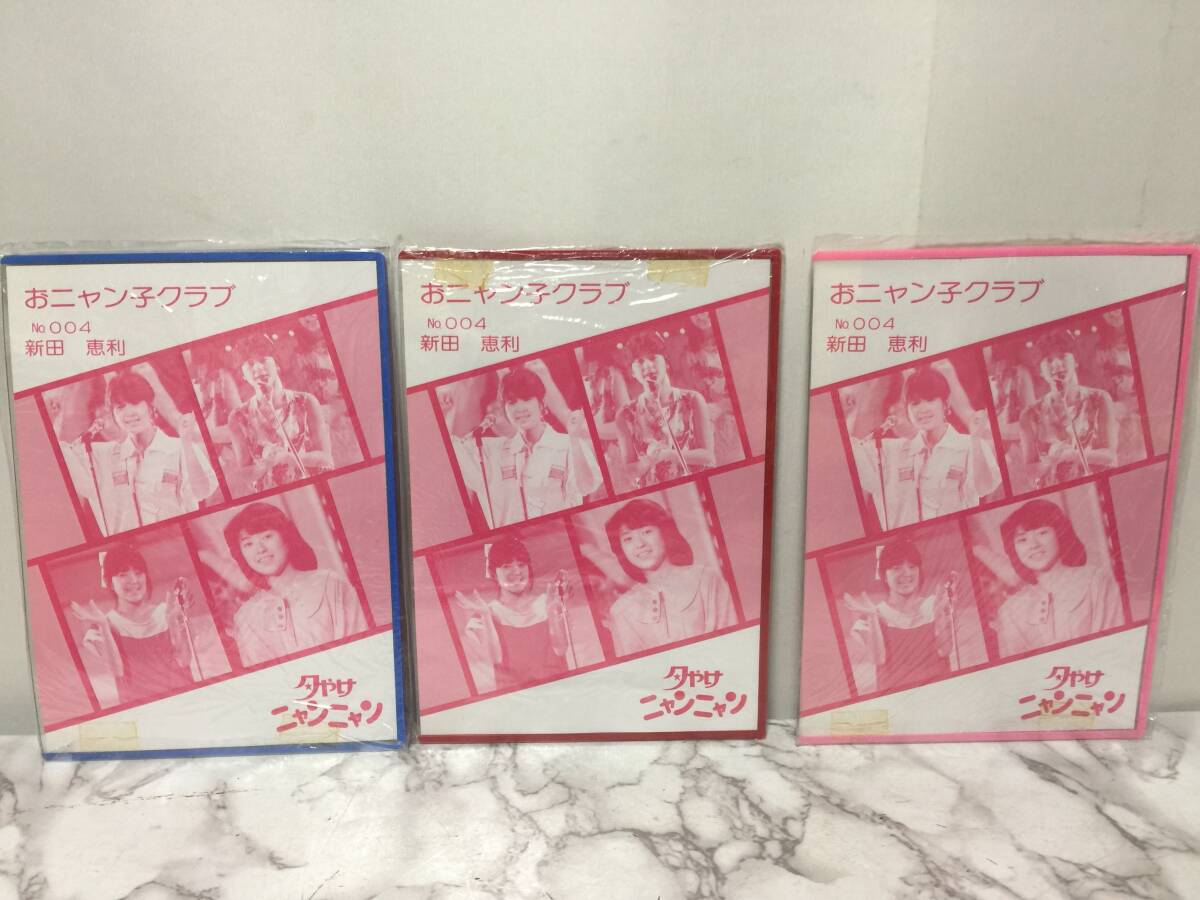 おニャン子クラブ
No.004
新田 恵利
夕やけ
ニャンニャン
おニャン子クラブ
No.004
新田 恵利
夕やけ
ニャンニャン
おニャン子クラブ
No.004
新田 恵利
夕やけ
ニャンニャン